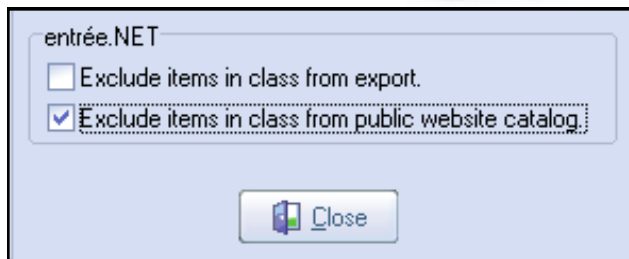 entrée.NET
Exclude items in class from export.
Exclude items in class from public website catalog.
Close